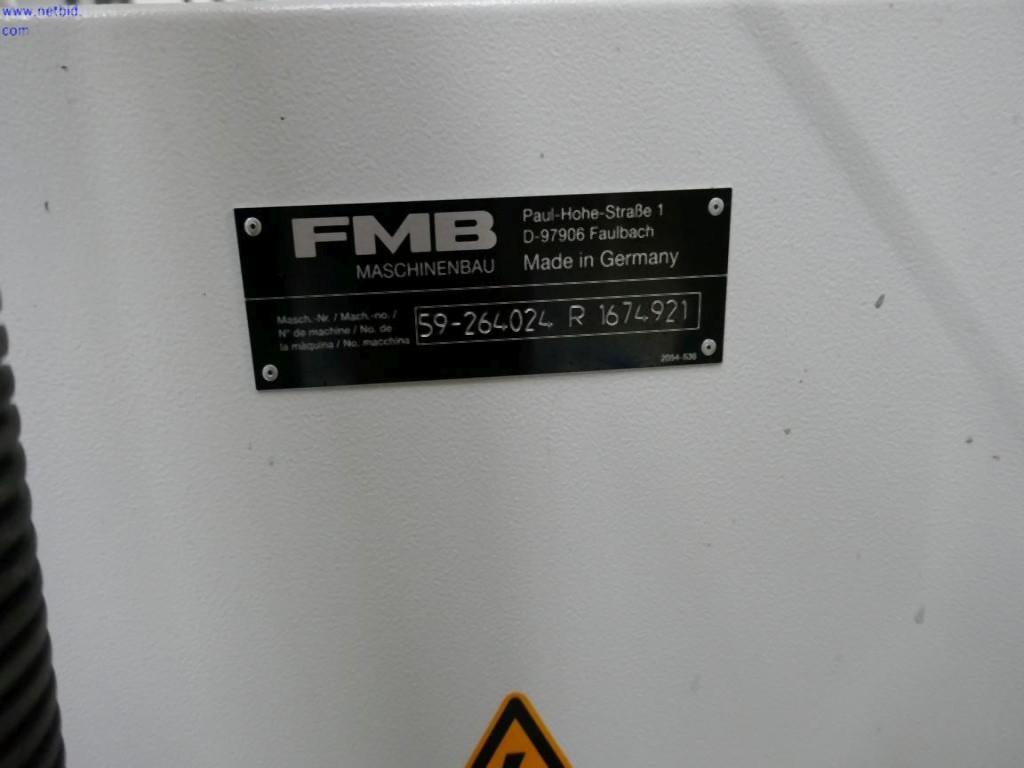 www.netbid.
com
FMB
MASCHINENBAU
Paul-Hohe-Straße 1
D-97906 Faulbach
Made in Germany
Masch.-Nr. / Mach.-no. /
N° de machine / No. de
la máquina / No. macchina
59-264024 R 1674921
2054-536